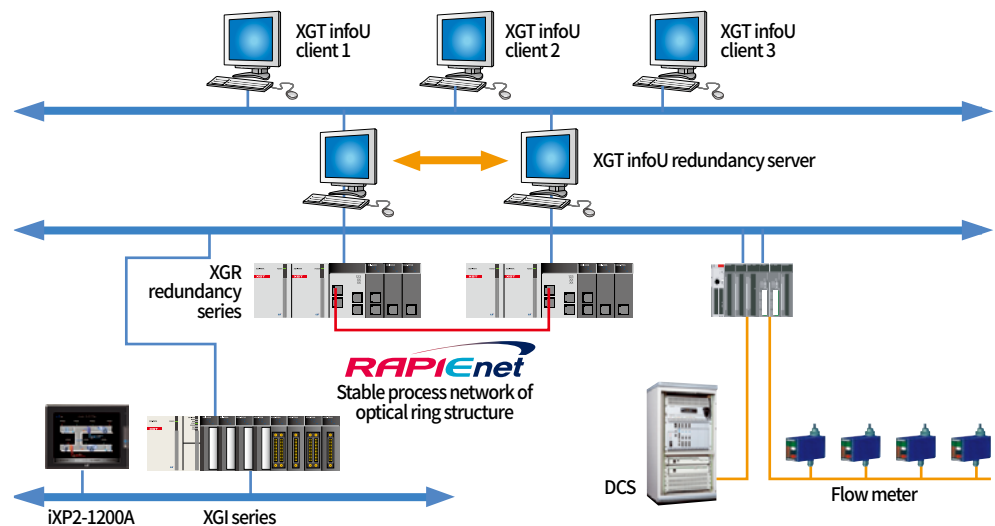 XGT infoU
client 1
XGT infoU
client 2
XGT infoU
client 3
XGT infoU redundancy server
XGR
redundancy
series
RAPIEnet
Stable process network of
optical ring structure
iXP2-1200A
XGI series
DCS
Flow meter